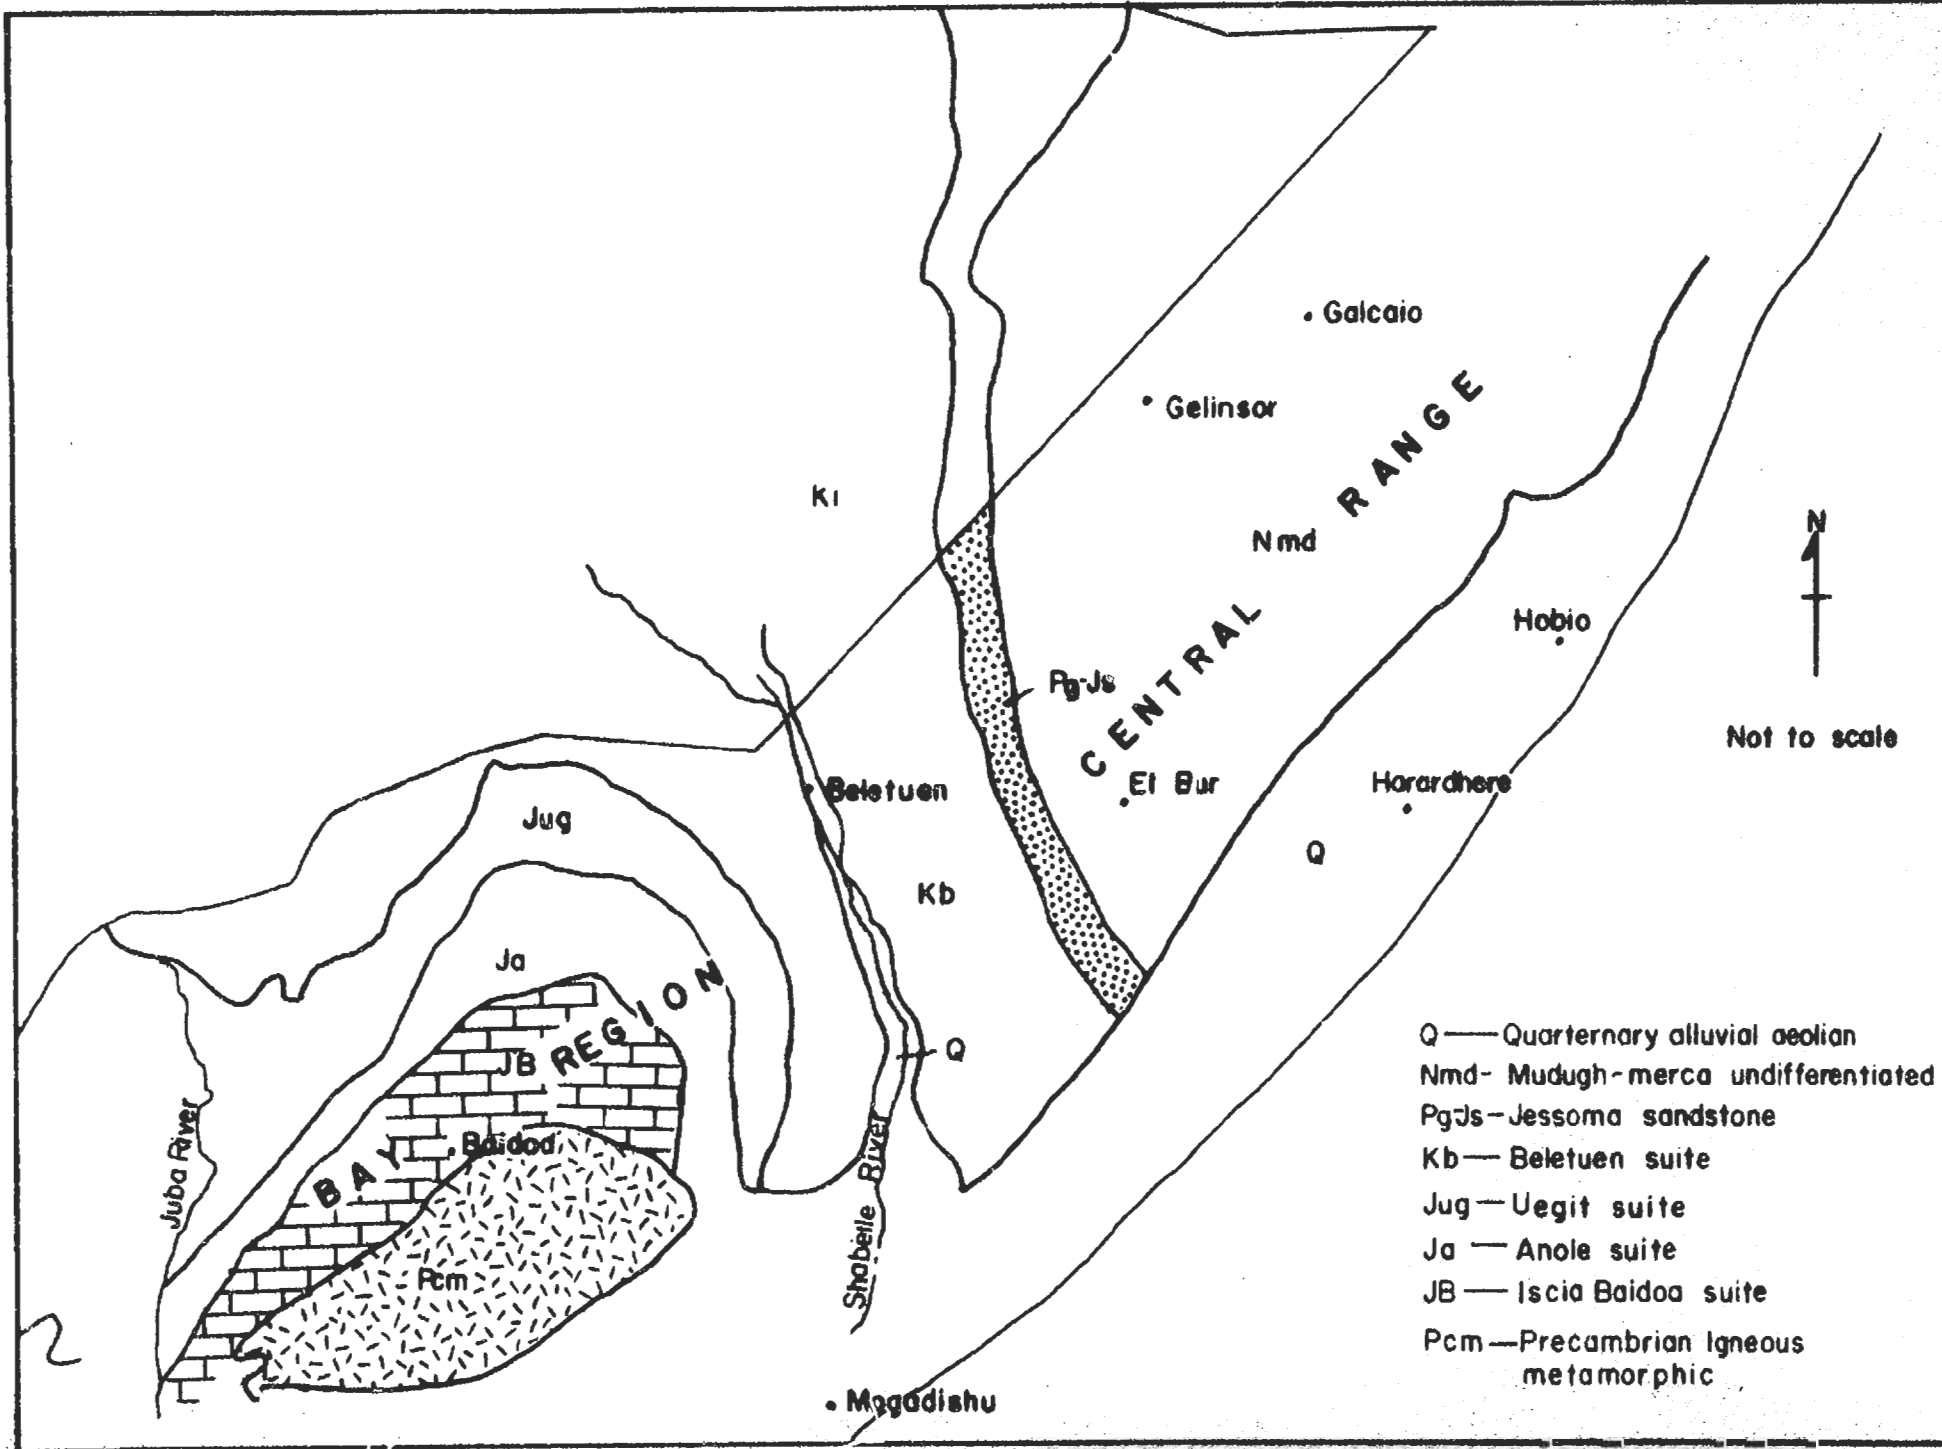 Galcaio
Gelinsor
CENTRAL RANGE
Ki
Nmd
N
Hobio
Pg-Js
Not to scale
El Bur
Harardhere
Beletuen
Jug
Q
Kb
Ja
BAY REGION
JB
Q
Baidoa
Juba River
Shabelle River
Pcm
Mogadishu
Q — Quarternary alluvial aeolian
Nmd- Mudugh-merca undifferentiated
Pg-Js - Jessoma sandstone
Kb — Beletuen suite
Jug — Uegit suite
Ja — Anole suite
JB — Iscia Baidoa suite
Pcm — Precambrian Igneous
metamorphic